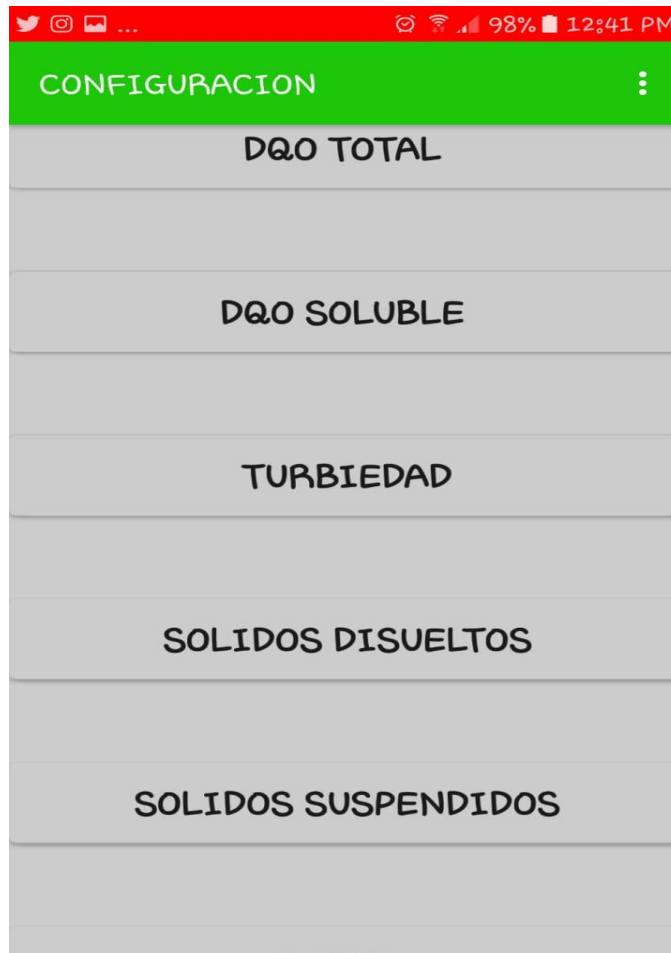 ... 98% 12:41 PM
CONFIGURACION
DQO TOTAL
DQO SOLUBLE
TURBIEDAD
SOLIDOS DISUELTOS
SOLIDOS SUSPENDIDOS